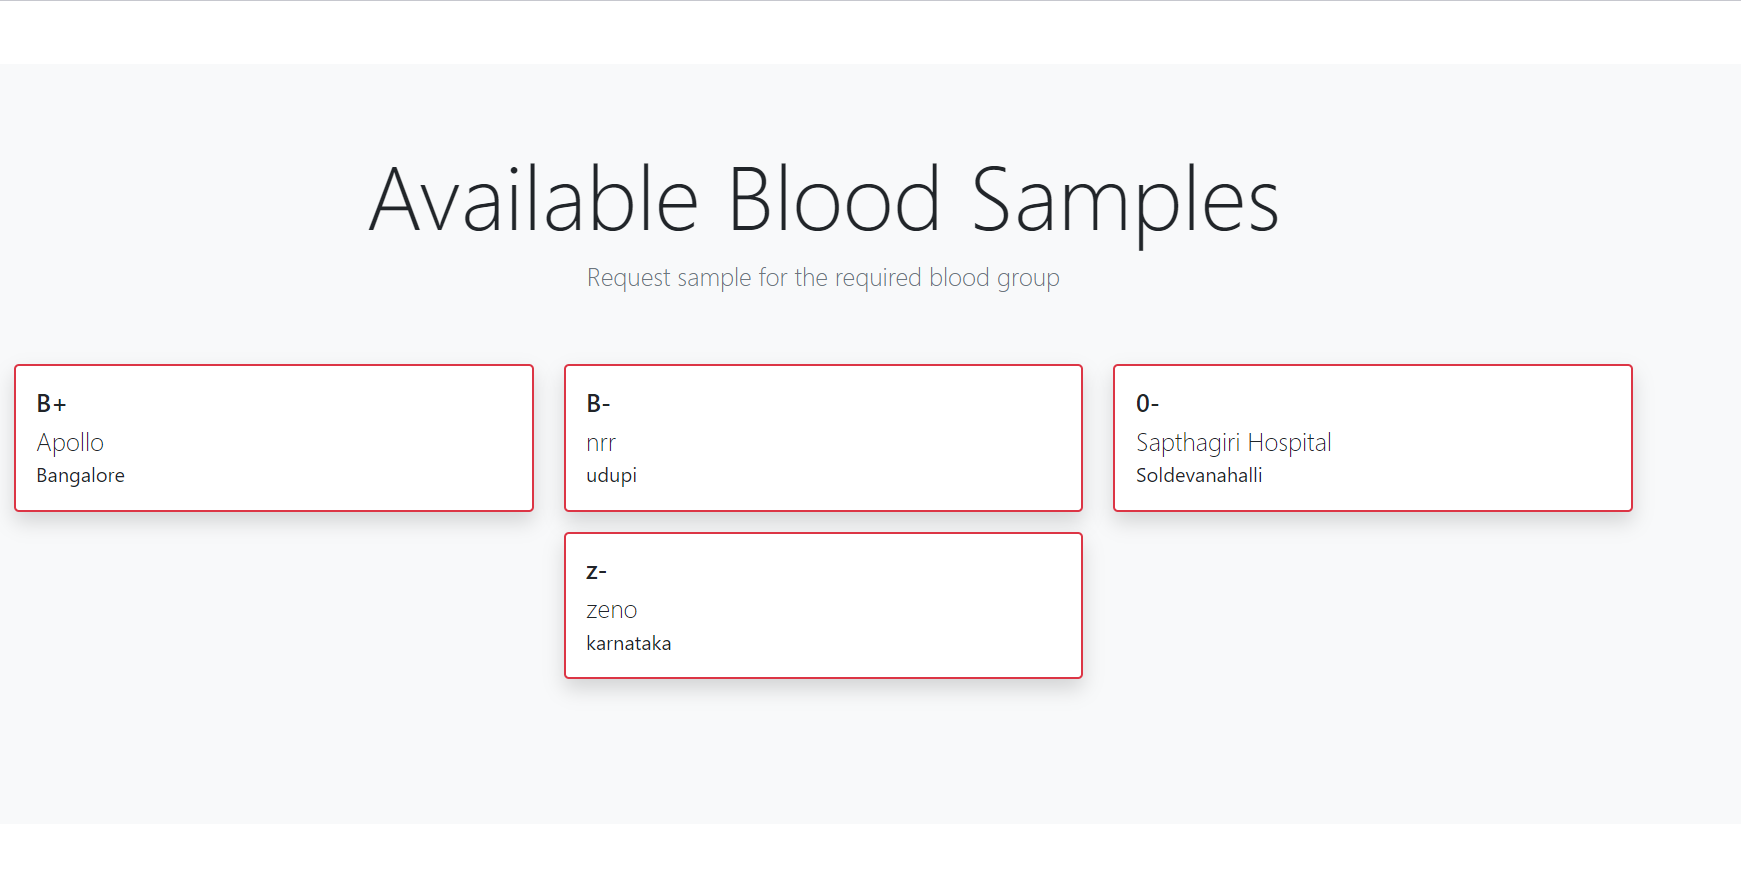 Available Blood Samples
Request sample for the required blood group
B+
Apollo
Bangalore
B-
nrr
udupi
0-
Sapthagiri Hospital
Soldevanahalli
z-
zeno
karnataka